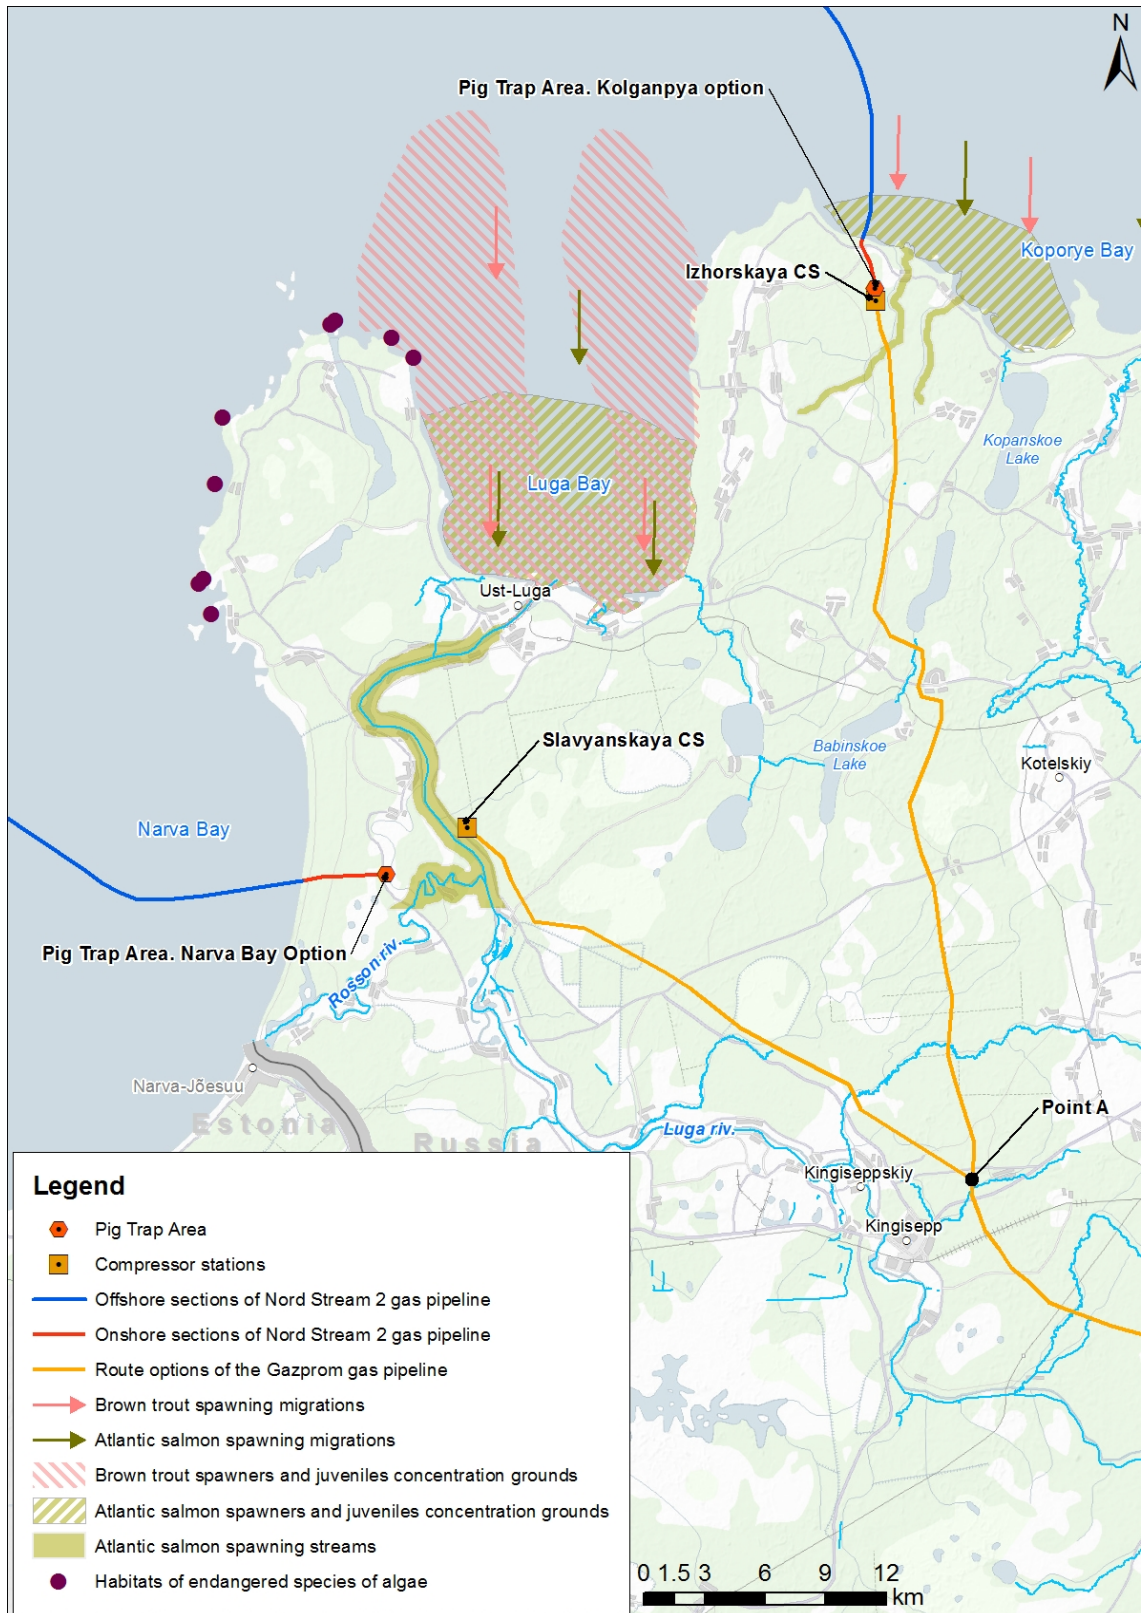 N
Pig Trap Area. Kolganpya option
Koporye Bay
Izhorskaya CS
Kopanskoe
Lake
Luga Bay
Ust-Luga
Slavyanskaya CS
Babinskoe
Lake
Kotelskiy
Narva Bay
Pig Trap Area. Narva Bay Option
Rosson riv.
Narva-Jõesuu
Estonia
Russia
Luga riv.
Point A
Kingiseppskiy
Kingisepp
Legend
Pig Trap Area
Compressor stations
Offshore sections of Nord Stream 2 gas pipeline
Onshore sections of Nord Stream 2 gas pipeline
Route options of the Gazprom gas pipeline
Brown trout spawning migrations
Atlantic salmon spawning migrations
Brown trout spawners and juveniles concentration grounds
Atlantic salmon spawners and juveniles concentration grounds
Atlantic salmon spawning streams
Habitats of endangered species of algae
0 1.5 3 6 9 12
km